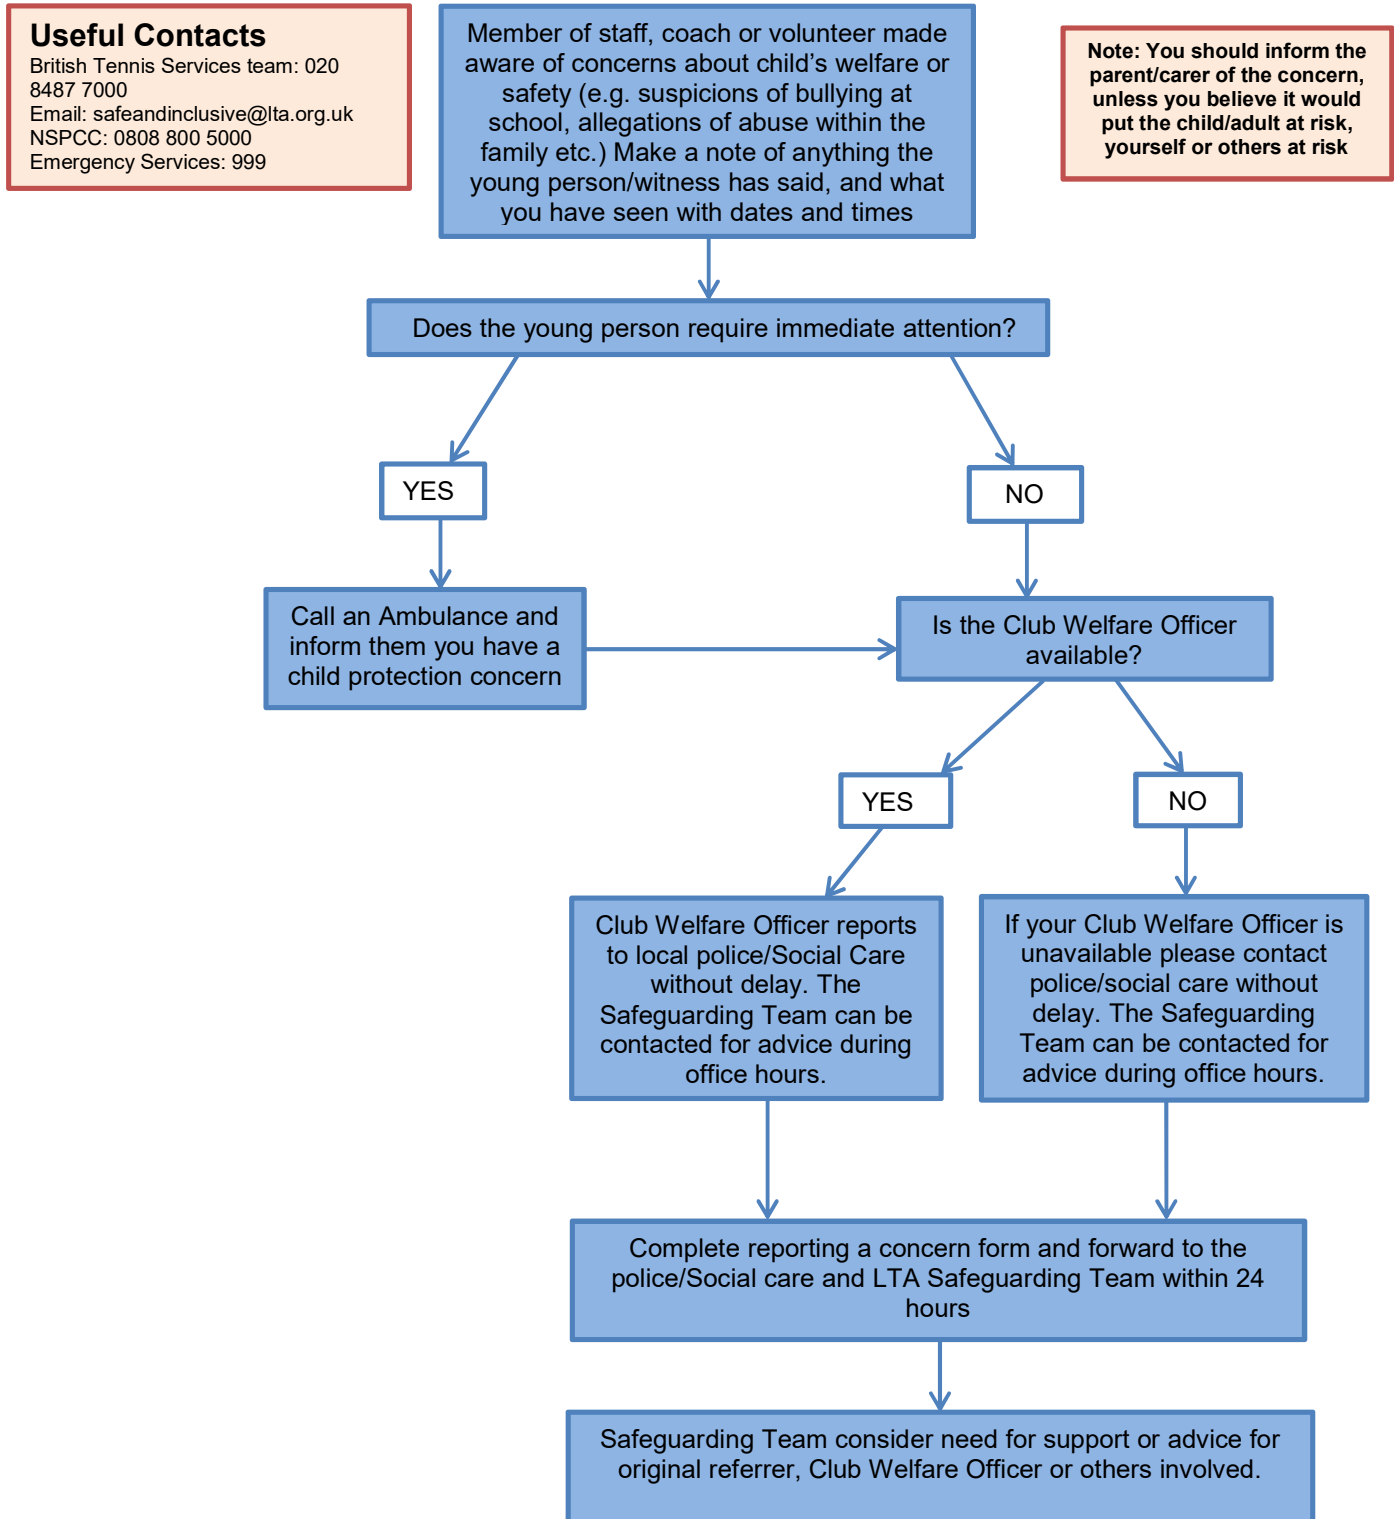 Useful Contacts
British Tennis Services team: 020
8487 7000
Email: safeandinclusive@lta.org.uk
NSPCC: 0808 800 5000
Emergency Services: 999
Member of staff, coach or volunteer made
aware of concerns about child’s welfare or
safety (e.g. suspicions of bullying at
school, allegations of abuse within the
family etc.) Make a note of anything the
young person/witness has said, and what
you have seen with dates and times
Note: You should inform the
parent/carer of the concern,
unless you believe it would
put the child/adult at risk,
yourself or others at risk
Does the young person require immediate attention?
YES
NO
Call an Ambulance and
inform them you have a
child protection concern
Is the Club Welfare Officer
available?
YES
NO
Club Welfare Officer reports
to local police/Social Care
without delay. The
Safeguarding Team can be
contacted for advice during
office hours.
If your Club Welfare Officer is
unavailable please contact
police/social care without
delay. The Safeguarding
Team can be contacted for
advice during office hours.
Complete reporting a concern form and forward to the
police/Social care and LTA Safeguarding Team within 24
hours
Safeguarding Team consider need for support or advice for
original referrer, Club Welfare Officer or others involved.